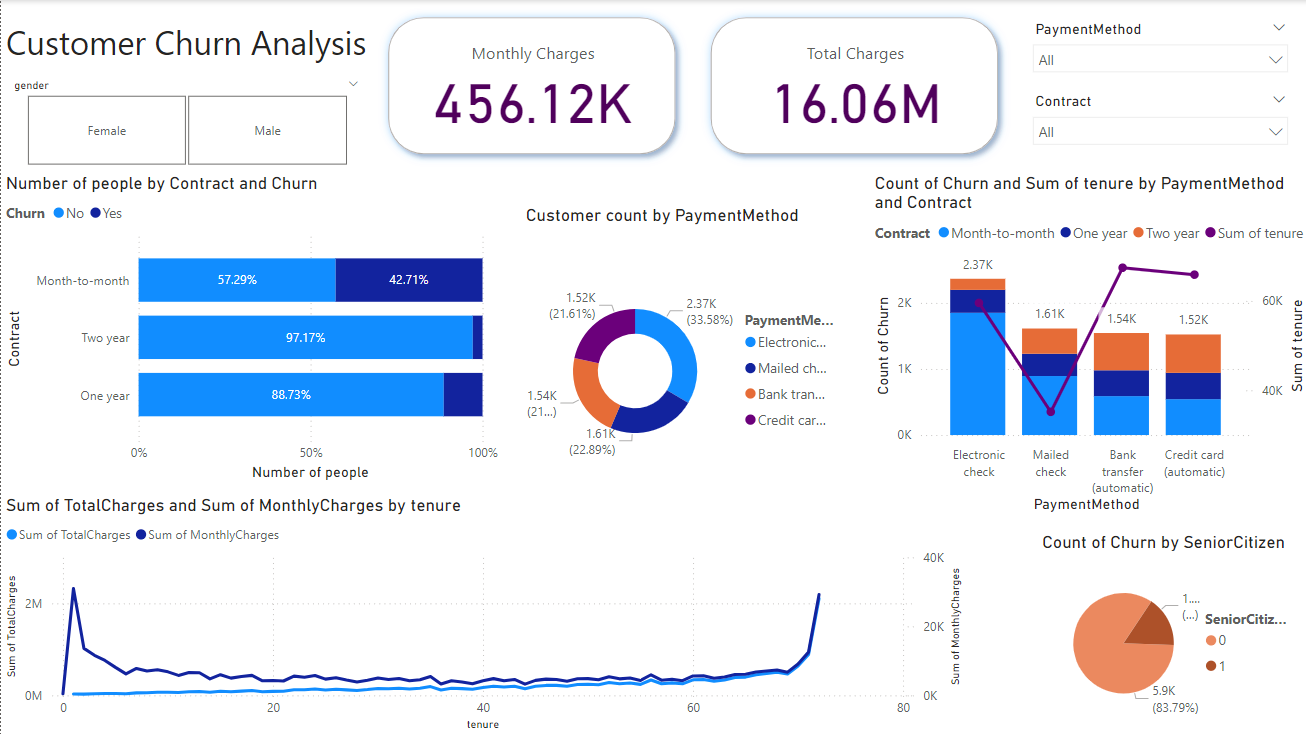 Customer Churn Analysis
gender
Female
Male
Monthly Charges
456.12K
Total Charges
16.06M
PaymentMethod
All
Contract
All
Number of people by Contract and Churn
Churn No Yes
Contract
Month-to-month
57.29%
42.71%
Two year
97.17%
One year
88.73%
0%
50%
100%
Number of people
Customer count by PaymentMethod
1.52K
(21.61%)
2.37K
(33.58%)
1.54K
(21...)
1.61K
(22.89%)
PaymentMe...
Electronic...
Mailed ch...
Bank tran...
Credit car...
Count of Churn and Sum of tenure by PaymentMethod
and Contract
Contract Month-to-month One year Two year Sum of tenure
Count of Churn
2K
1K
0K
2.37K
1.61K
1.54K
1.52K
60K
40K
Sum of tenure
Electronic
check
Mailed
check
Bank
transfer
(automatic)
Credit card
(automatic)
PaymentMethod
Sum of TotalCharges and Sum of MonthlyCharges by tenure
Sum of TotalCharges Sum of MonthlyCharges
Sum of TotalCharges
2M
0M
40K
20K
0K
Sum of MonthlyCharges
0
20
40
60
80
tenure
Count of Churn by SeniorCitizen
1....
(...)
5.9K
(83.79%)
SeniorCitiz...
0
1